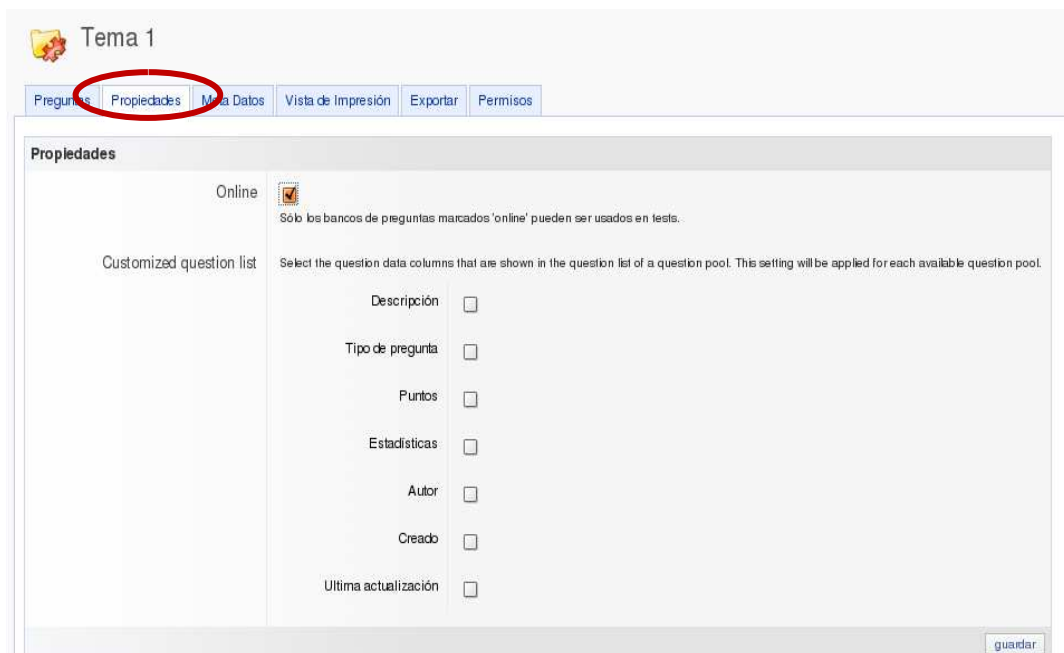 Tema 1
Preguntas Propiedades Meta Datos Vista de Impresión Exportar Permisos
Propiedades
Online
Sólo los bancos de preguntas marcados 'online' pueden ser usados en tests.
Customized question list Select the question data columns that are shown in the question list of a question pool. This setting will be applied for each available question pool.
Descripción
Tipo de pregunta
Puntos
Estadísticas
Autor
Creado
Ultima actualización
guardar